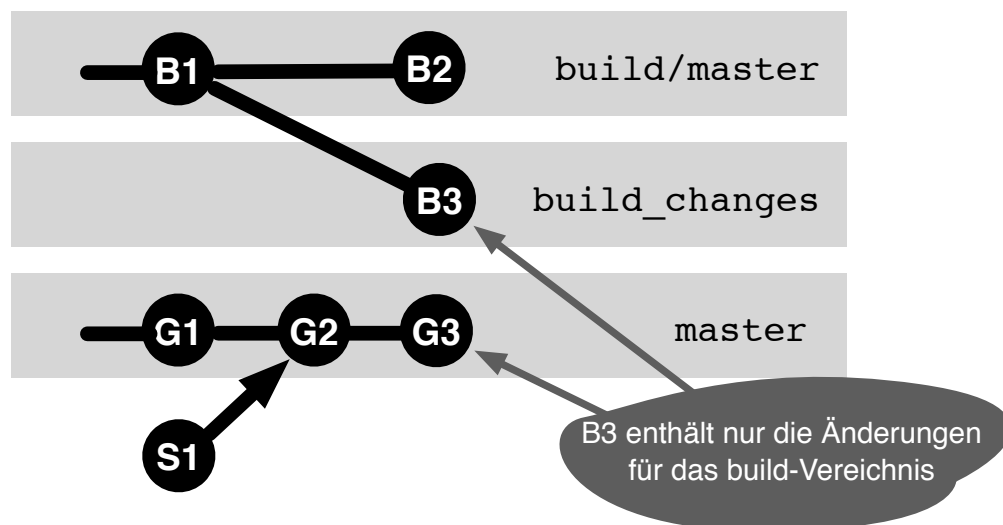 B1 B2 build/master
B3 build_changes
G1 G2 G3 master
S1
B3 enthält nur die Änderungen
für das build-Vereichnis